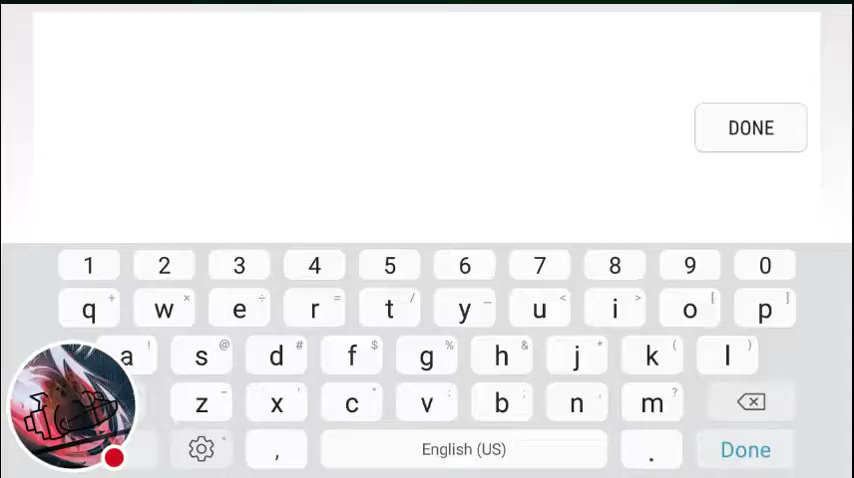 DONE
1 2 3 4 5 6 7 8 9 0
q + w × e ÷ r = t / y _ u < i > o [ p ]
a ! s @ d # f $ g % h & j * k ( l )
z - x ' c " v : b ; n , m ?
, English (US) . Done